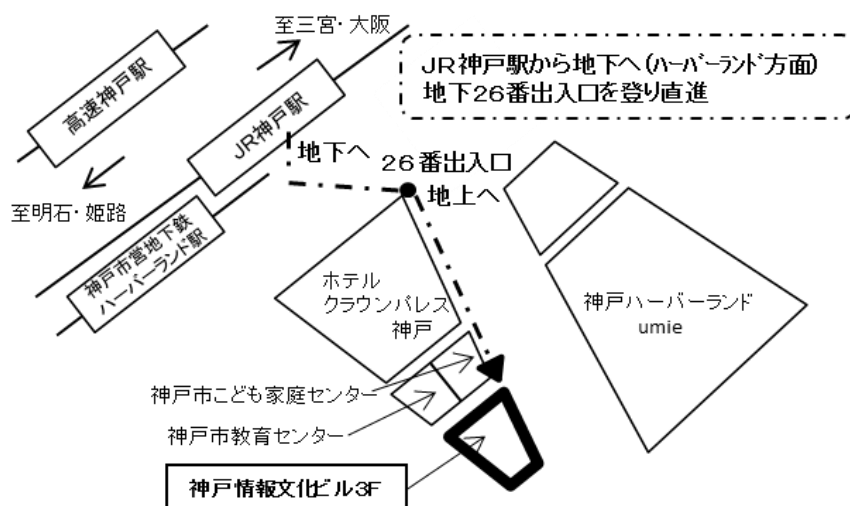 至三宮・大阪
高速神戸駅
JR神戸駅
JR神戸駅から地下へ(ハーバーランド方面)
地下26番出入口を登り直進
地下へ
26番出入口
地上へ
至明石・姫路
神戸市営地下鉄
ハーバーランド駅
ホテル
クラウンパレス
神戸
神戸ハーバーランド
umie
神戸市こども家庭センター
神戸市教育センター
神戸情報文化ビル3F